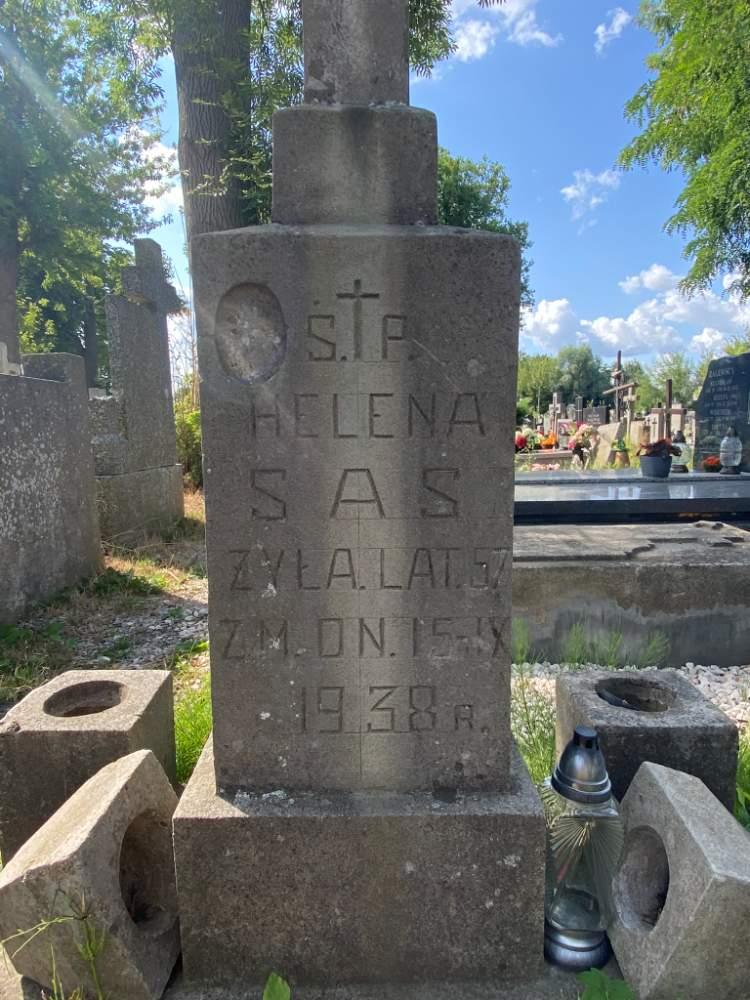 Ś.†P.
HELENA
SAS
ŻYŁA.LAT.57
ZM.DN.15-IX
1938 R.